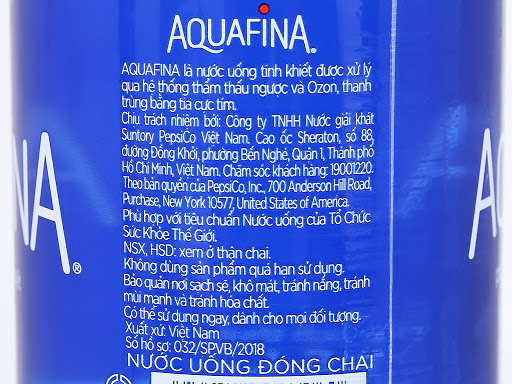 AQUAFINA®
AQUAFINA là nước uống tinh khiết được xử lý
qua hệ thống thẩm thấu ngược và Ozon, thanh
trùng bằng tia cực tím.
Chịu trách nhiệm bởi: Công ty TNHH Nước giải khát
Suntory PepsiCo Việt Nam. Cao ốc Sheraton, số 88,
đường Đồng Khởi, phường Bến Nghé, Quận 1, Thành phố
Hồ Chí Minh, Việt Nam. Chăm sóc khách hàng: 19001220.
Theo bản quyền của PepsiCo, Inc., 700 Anderson Hill Road,
Purchase, New York 10577, United States of America.
Phù hợp với tiêu chuẩn Nước uống của Tổ Chức
Sức Khỏe Thế Giới.
NSX, HSD: xem ở thân chai.
Không dùng sản phẩm quá hạn sử dụng.
Bảo quản nơi sạch sẽ, khô mát, tránh nắng, tránh
mùi mạnh và tránh hóa chất.
Có thể sử dụng ngay, dành cho mọi đối tượng.
Xuất xứ: Việt Nam
Số hồ sơ: 032/SPVB/2018
NƯỚC UỐNG ĐÓNG CHAI
NA®
A